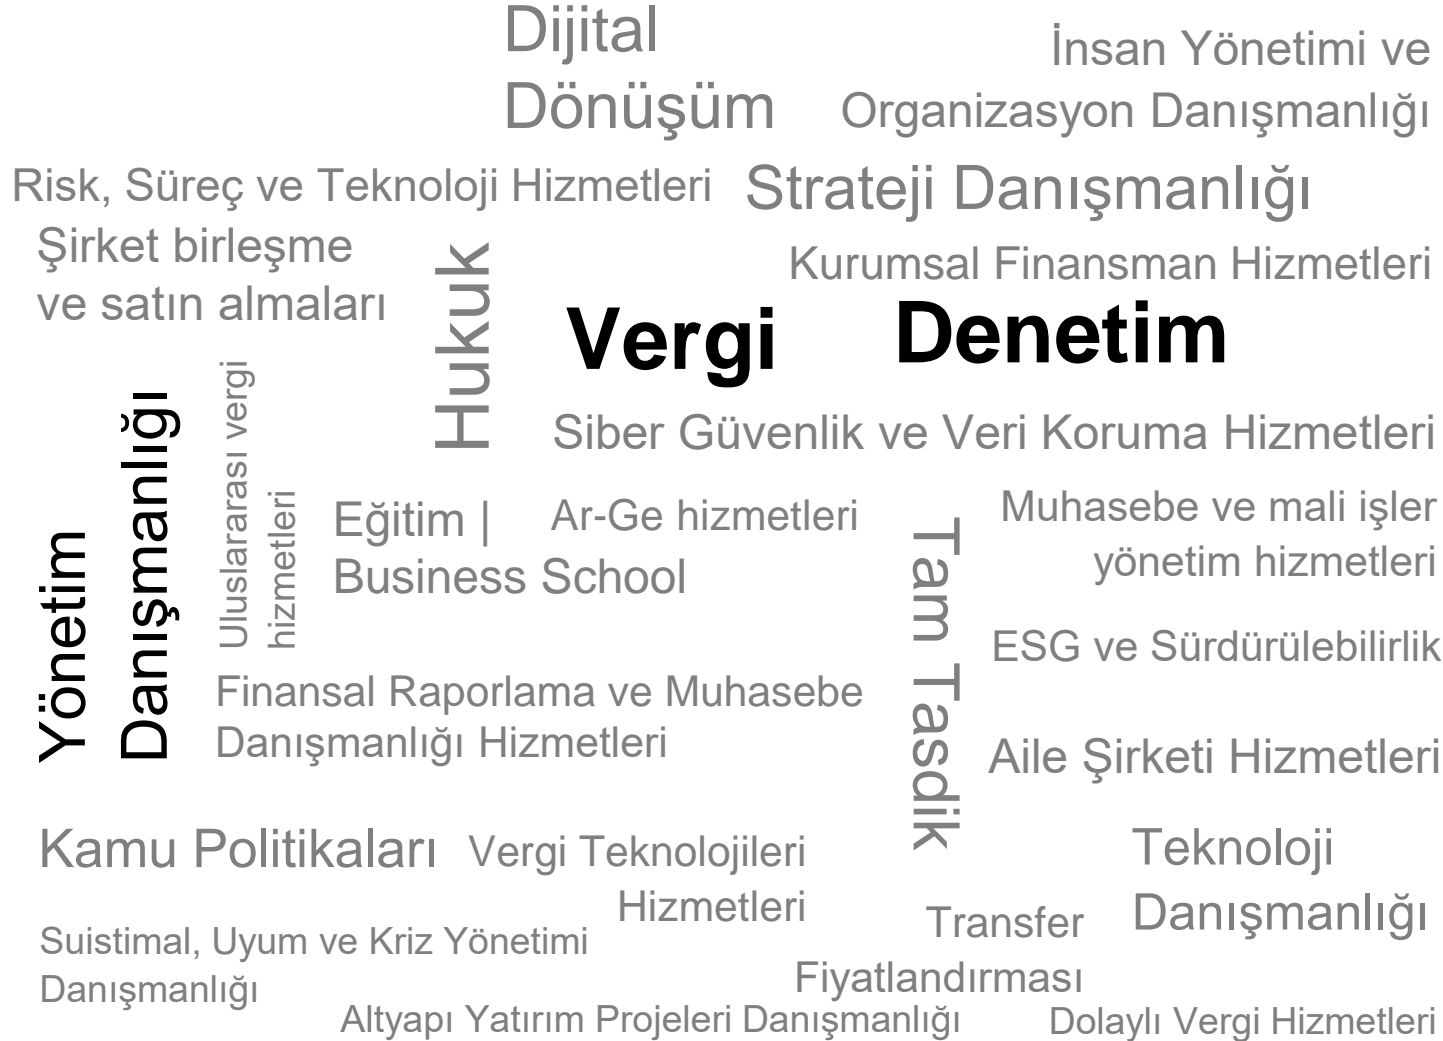 Dijital
Dönüşüm
İnsan Yönetimi ve
Organizasyon Danışmanlığı
Risk, Süreç ve Teknoloji Hizmetleri
Strateji Danışmanlığı
Şirket birleşme
ve satın almaları
Hukuk
Kurumsal Finansman Hizmetleri
Vergi
Denetim
Yönetim
Danışmanlığı
Uluslararası vergi
hizmetleri
Siber Güvenlik ve Veri Koruma Hizmetleri
Eğitim |
Business School
Ar-Ge hizmetleri
Tam Tasdik
Muhasebe ve mali işler
yönetim hizmetleri
ESG ve Sürdürülebilirlik
Finansal Raporlama ve Muhasebe
Danışmanlığı Hizmetleri
Aile Şirketi Hizmetleri
Kamu Politikaları
Vergi Teknolojileri
Hizmetleri
Teknoloji
Danışmanlığı
Suistimal, Uyum ve Kriz Yönetimi
Danışmanlığı
Transfer
Fiyatlandırması
Altyapı Yatırım Projeleri Danışmanlığı
Dolaylı Vergi Hizmetleri